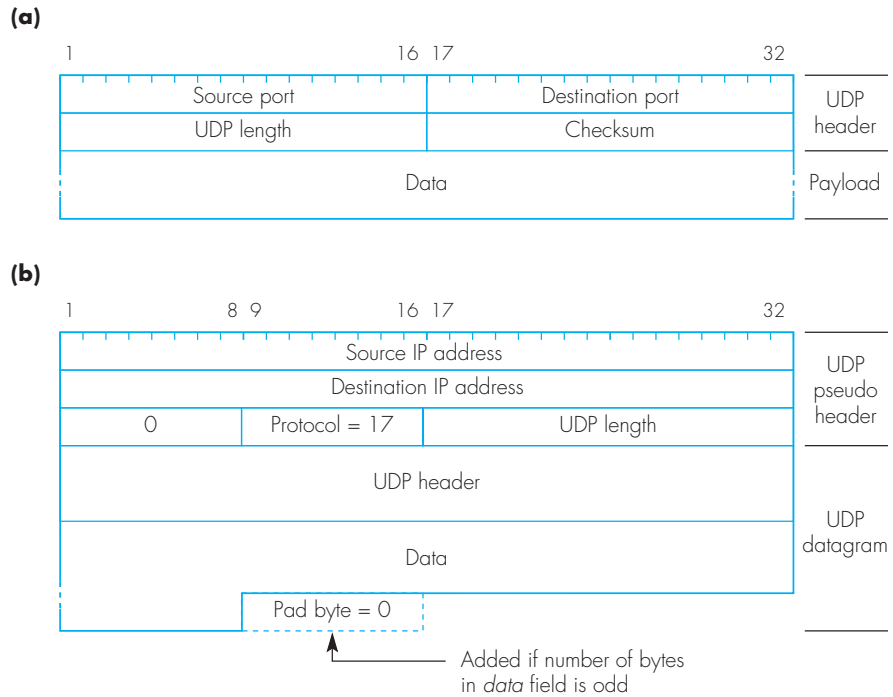 (a)
1 16 17 32
Source port Destination port
UDP header
UDP length Checksum
Data
Payload
(b)
1 8 9 16 17 32
Source IP address
Destination IP address
UDP pseudo header
0 Protocol = 17 UDP length
UDP header
UDP datagram
Data
Pad byte = 0
Added if number of bytes
in data field is odd